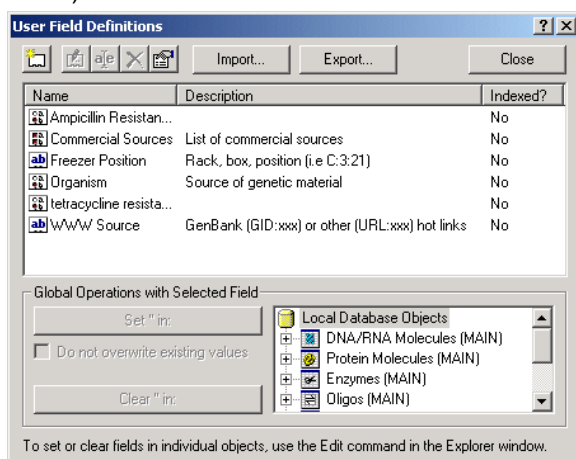 User Field Definitions
Import... Export... Close
Name Description Indexed?
Ampicillin Resistan... No
Commercial Sources List of commercial sources No
ab Freezer Position Rack, box, position (i.e C:3:21) No
Organism Source of genetic material No
tetracycline resista... No
ab WWW Source GenBank (GID:xxx) or other (URL:xxx) hot links No
Global Operations with Selected Field
Set '' in:
Local Database Objects
DNA/RNA Molecules (MAIN)
Do not overwrite existing values
Protein Molecules (MAIN)
Enzymes (MAIN)
Clear '' in:
Oligos (MAIN)
To set or clear fields in individual objects, use the Edit command in the Explorer window.